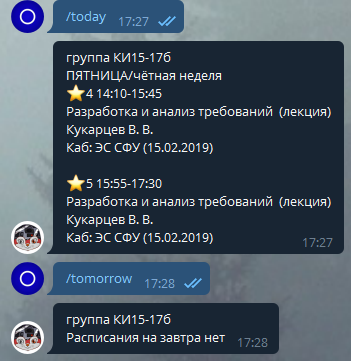 O
/today
17:27
группа КИ15-17б
ПЯТНИЦА/чётная неделя
⭐4 14:10-15:45
Разработка и анализ требований (лекция)
Кукарцев В. В.
Каб: ЭС СФУ (15.02.2019)
⭐5 15:55-17:30
Разработка и анализ требований (лекция)
Кукарцев В. В.
Каб: ЭС СФУ (15.02.2019)
17:27
O
/tomorrow
17:28
группа КИ15-17б
Расписания на завтра нет
17:28